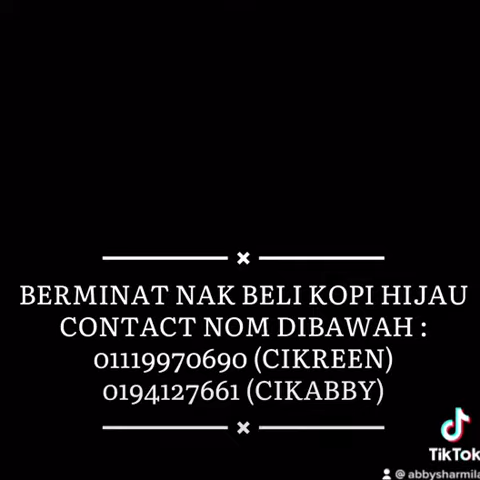 BERMINAT NAK BELI KOPI HIJAU
CONTACT NOM DIBAWAH :
01119970690 (CIKREEN)
0194127661 (CIKABBY)
TikTok
@ abbysharmila